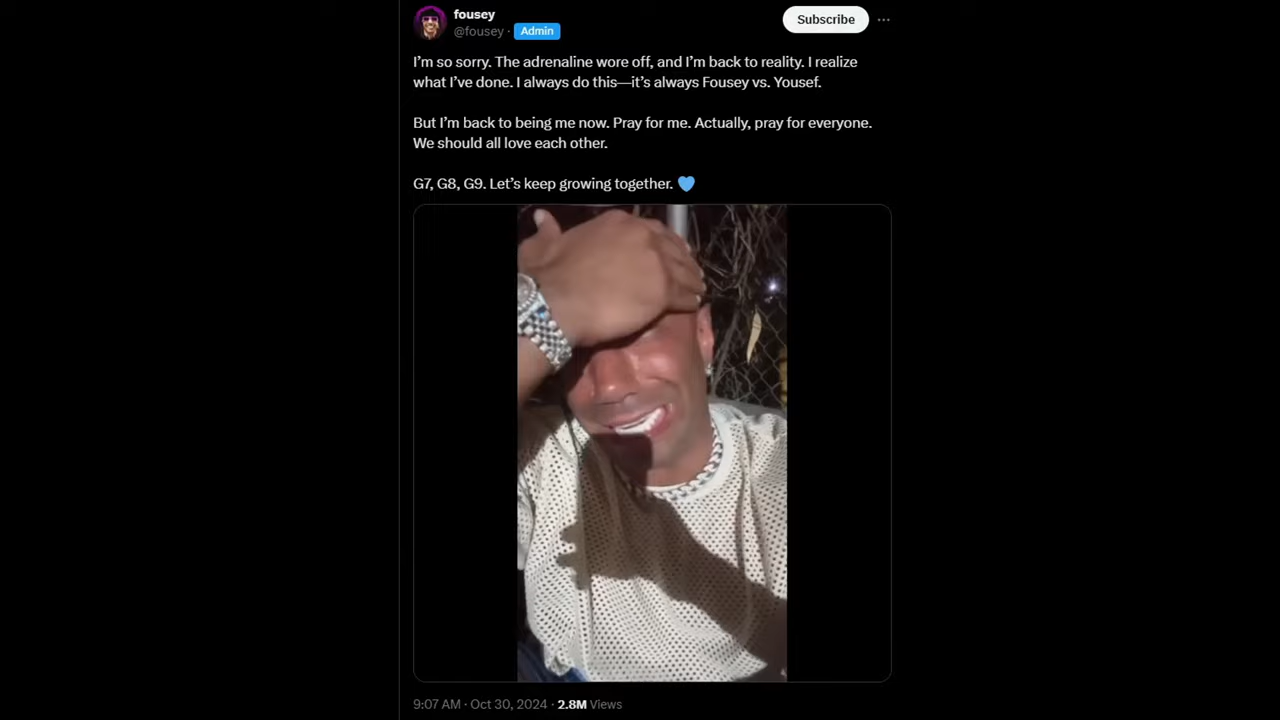 fousey
@fousey · Admin
Subscribe
I’m so sorry. The adrenaline wore off, and I’m back to reality. I realize
what I’ve done. I always do this—it’s always Fousey vs. Yousef.
But I’m back to being me now. Pray for me. Actually, pray for everyone.
We should all love each other.
G7, G8, G9. Let’s keep growing together. 💙
9:07 AM · Oct 30, 2024 · 2.8M Views